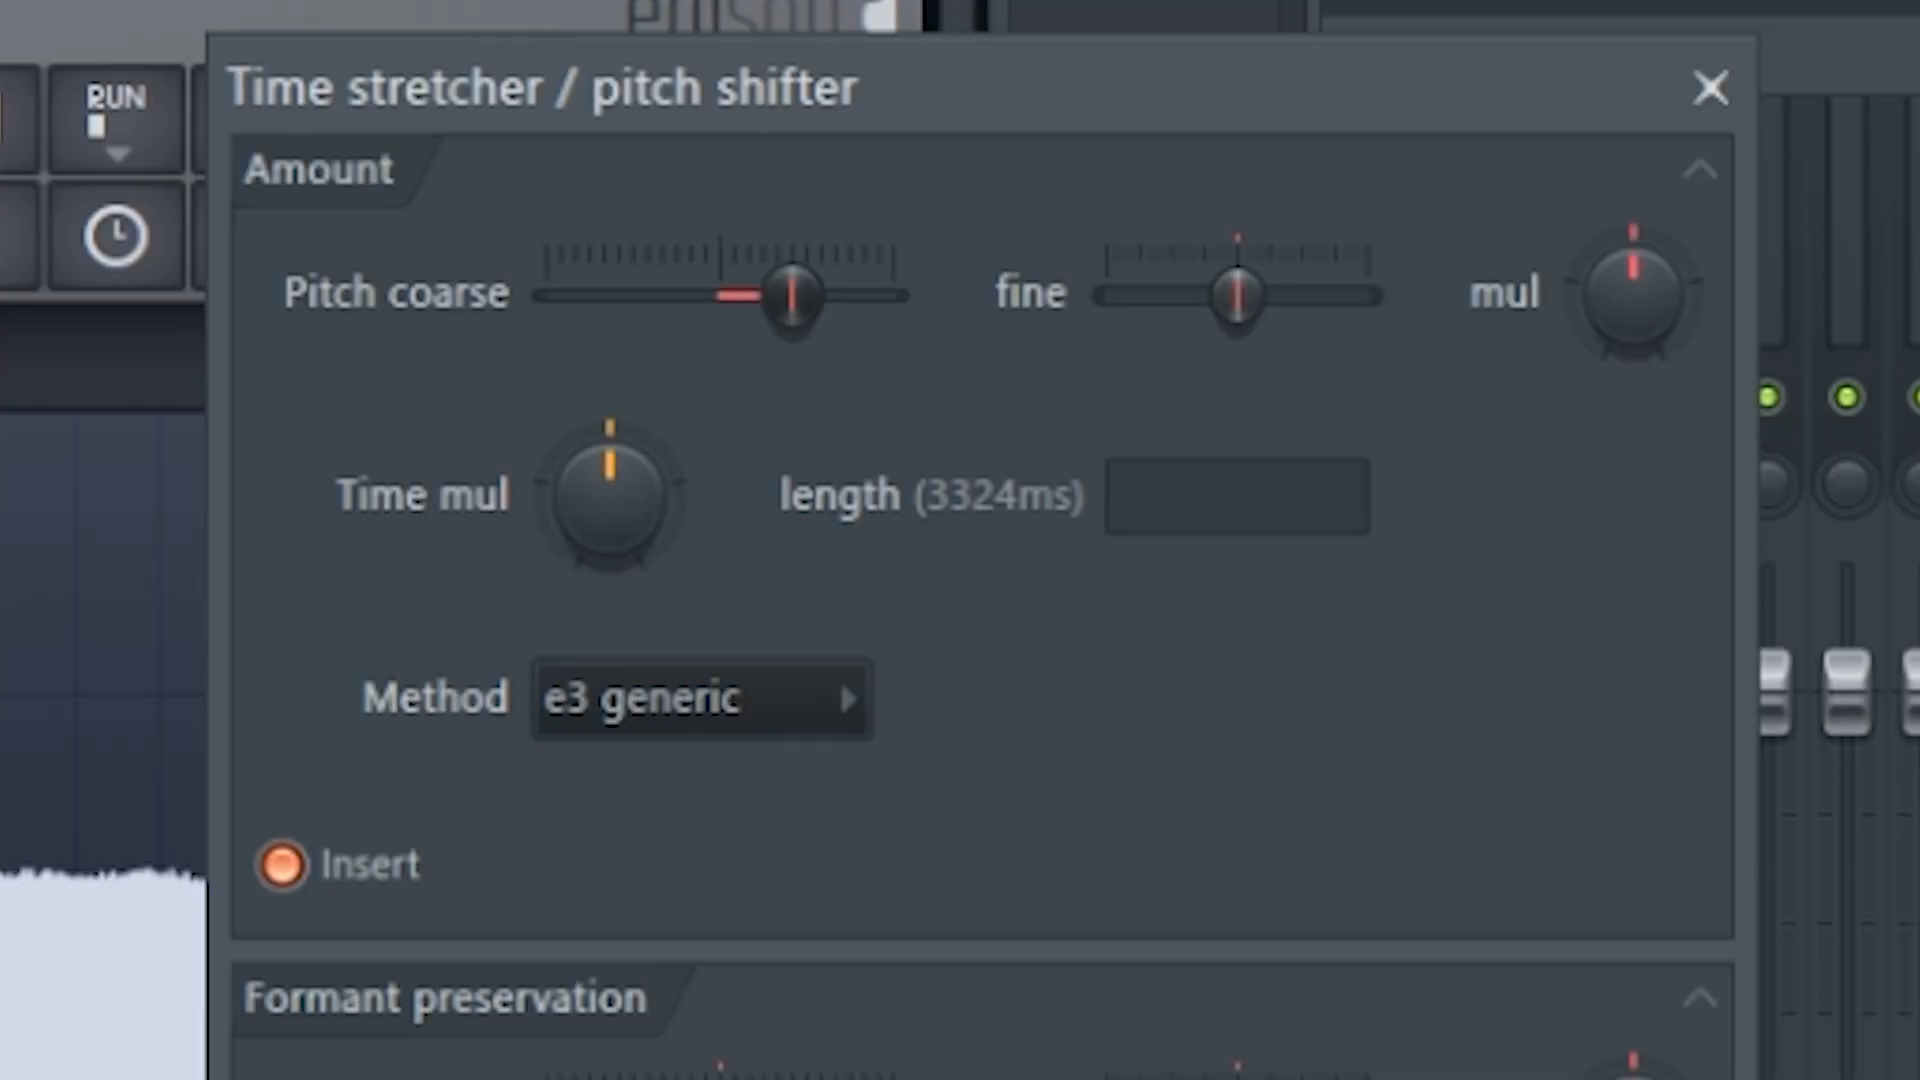 Time stretcher / pitch shifter
RUN
Amount
Pitch coarse
fine
mul
Time mul
length (3324ms)
Method
e3 generic
Insert
Formant preservation